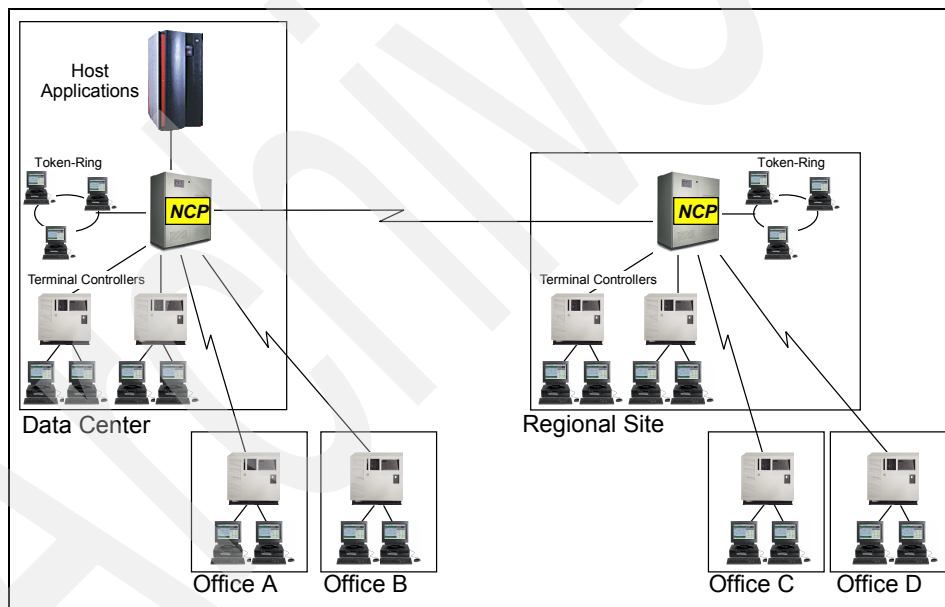 Host
Applications
Token-Ring
NCP
Terminal Controllers
Data Center
Token-Ring
NCP
Terminal Controllers
Regional Site
Office A
Office B
Office C
Office D
Archive